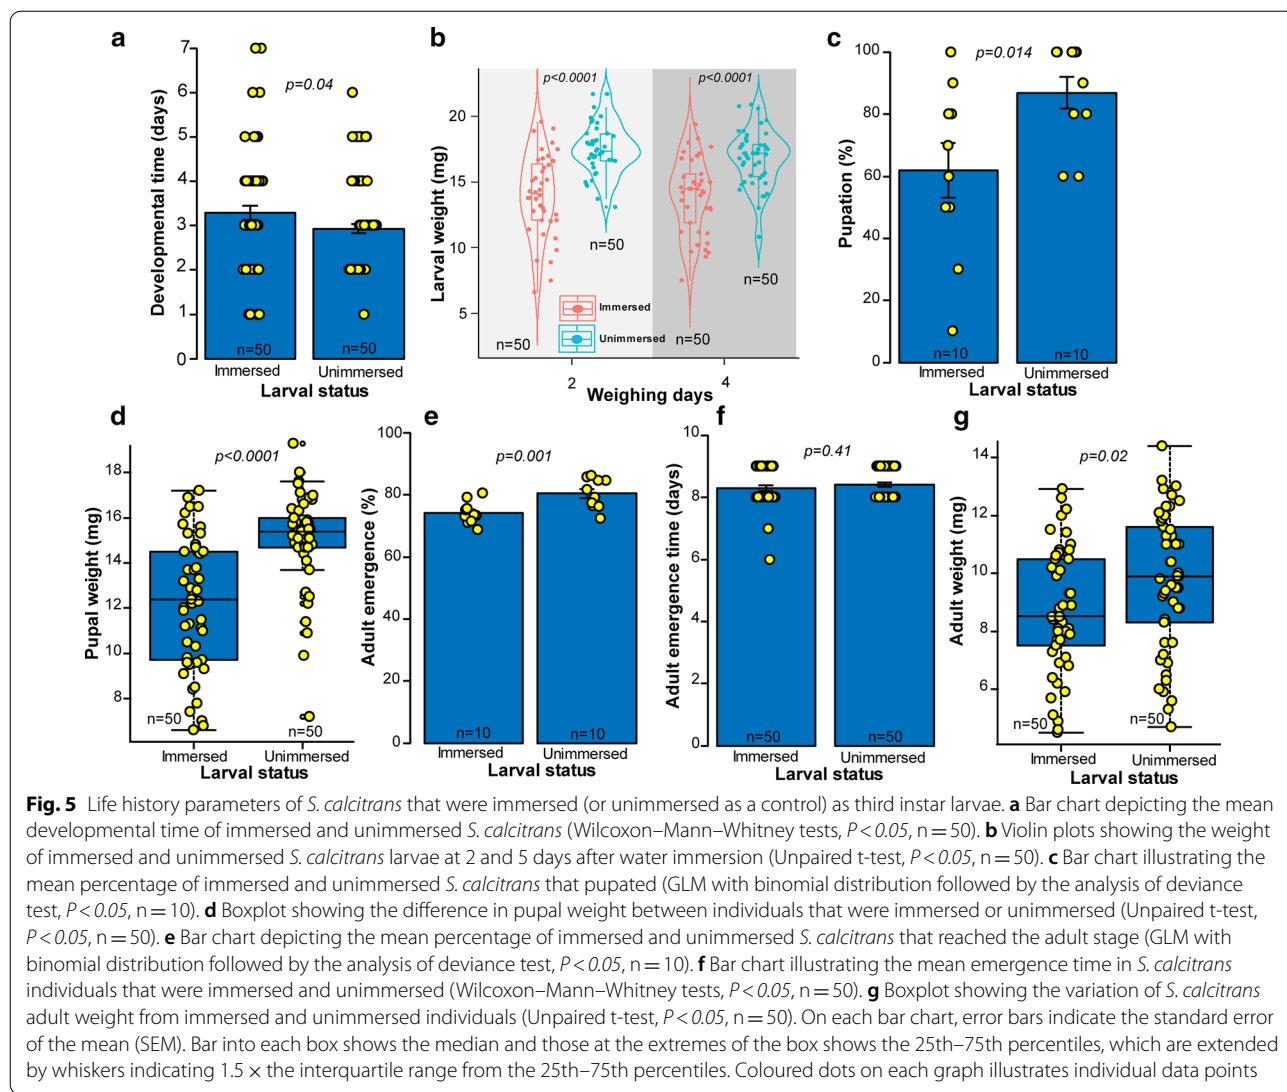 a
7
6
5
4
3
2
1
0
Developmental time (days)
p=0.04
n=50
n=50
Immersed
Unimmersed
Larval status
b
20
15
10
5
Larval weight (mg)
p<0.0001
p<0.0001
n=50
n=50
n=50
n=50
Immersed
Unimmersed
2
4
Weighing days
c
100
80
60
40
20
0
Pupation (%)
p=0.014
n=10
n=10
Immersed
Unimmersed
Larval status
d
18
16
14
12
10
8
Pupal weight (mg)
p<0.0001
n=50
n=50
Immersed
Unimmersed
Larval status
e
100
80
60
40
20
0
Adult emergence (%)
p=0.001
n=10
n=10
Immersed
Unimmersed
Larval status
f
10
8
6
4
2
0
Adult emergence time (days)
p=0.41
n=50
n=50
Immersed
Unimmersed
Larval status
g
14
12
10
8
6
Adult weight (mg)
p=0.02
n=50
n=50
Immersed
Unimmersed
Larval status
Fig. 5 Life history parameters of S. calcitrans that were immersed (or unimmersed as a control) as third instar larvae. a Bar chart depicting the mean
developmental time of immersed and unimmersed S. calcitrans (Wilcoxon–Mann–Whitney tests, P < 0.05, n = 50). b Violin plots showing the weight
of immersed and unimmersed S. calcitrans larvae at 2 and 5 days after water immersion (Unpaired t-test, P < 0.05, n = 50). c Bar chart illustrating the
mean percentage of immersed and unimmersed S. calcitrans that pupated (GLM with binomial distribution followed by the analysis of deviance
test, P < 0.05, n = 10). d Boxplot showing the difference in pupal weight between individuals that were immersed or unimmersed (Unpaired t-test,
P < 0.05, n = 50). e Bar chart depicting the mean percentage of immersed and unimmersed S. calcitrans that reached the adult stage (GLM with
binomial distribution followed by the analysis of deviance test, P < 0.05, n = 10). f Bar chart illustrating the mean emergence time in S. calcitrans
individuals that were immersed and unimmersed (Wilcoxon–Mann–Whitney tests, P < 0.05, n = 50). g Boxplot showing the variation of S. calcitrans
adult weight from immersed and unimmersed individuals (Unpaired t-test, P < 0.05, n = 50). On each bar chart, error bars indicate the standard error
of the mean (SEM). Bar into each box shows the median and those at the extremes of the box shows the 25th–75th percentiles, which are extended
by whiskers indicating 1.5 × the interquartile range from the 25th–75th percentiles. Coloured dots on each graph illustrates individual data points